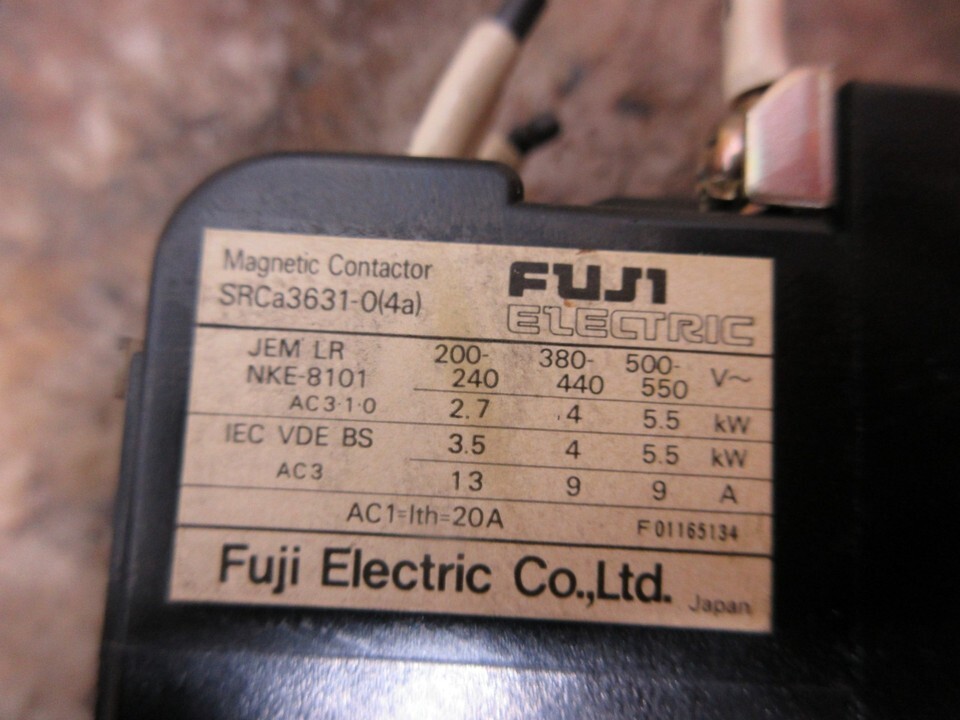 Magnetic Contactor
SRCa3631-0(4a)
FUJI
ELECTRIC
JEM LR 200- 380- 500- V~
NKE-8101 240 440 550
AC3·1·0 2.7 4 5.5 kW
IEC VDE BS 3.5 4 5.5 kW
AC3 13 9 9 A
AC1=Ith=20A F01165134
Fuji Electric Co.,Ltd. Japan